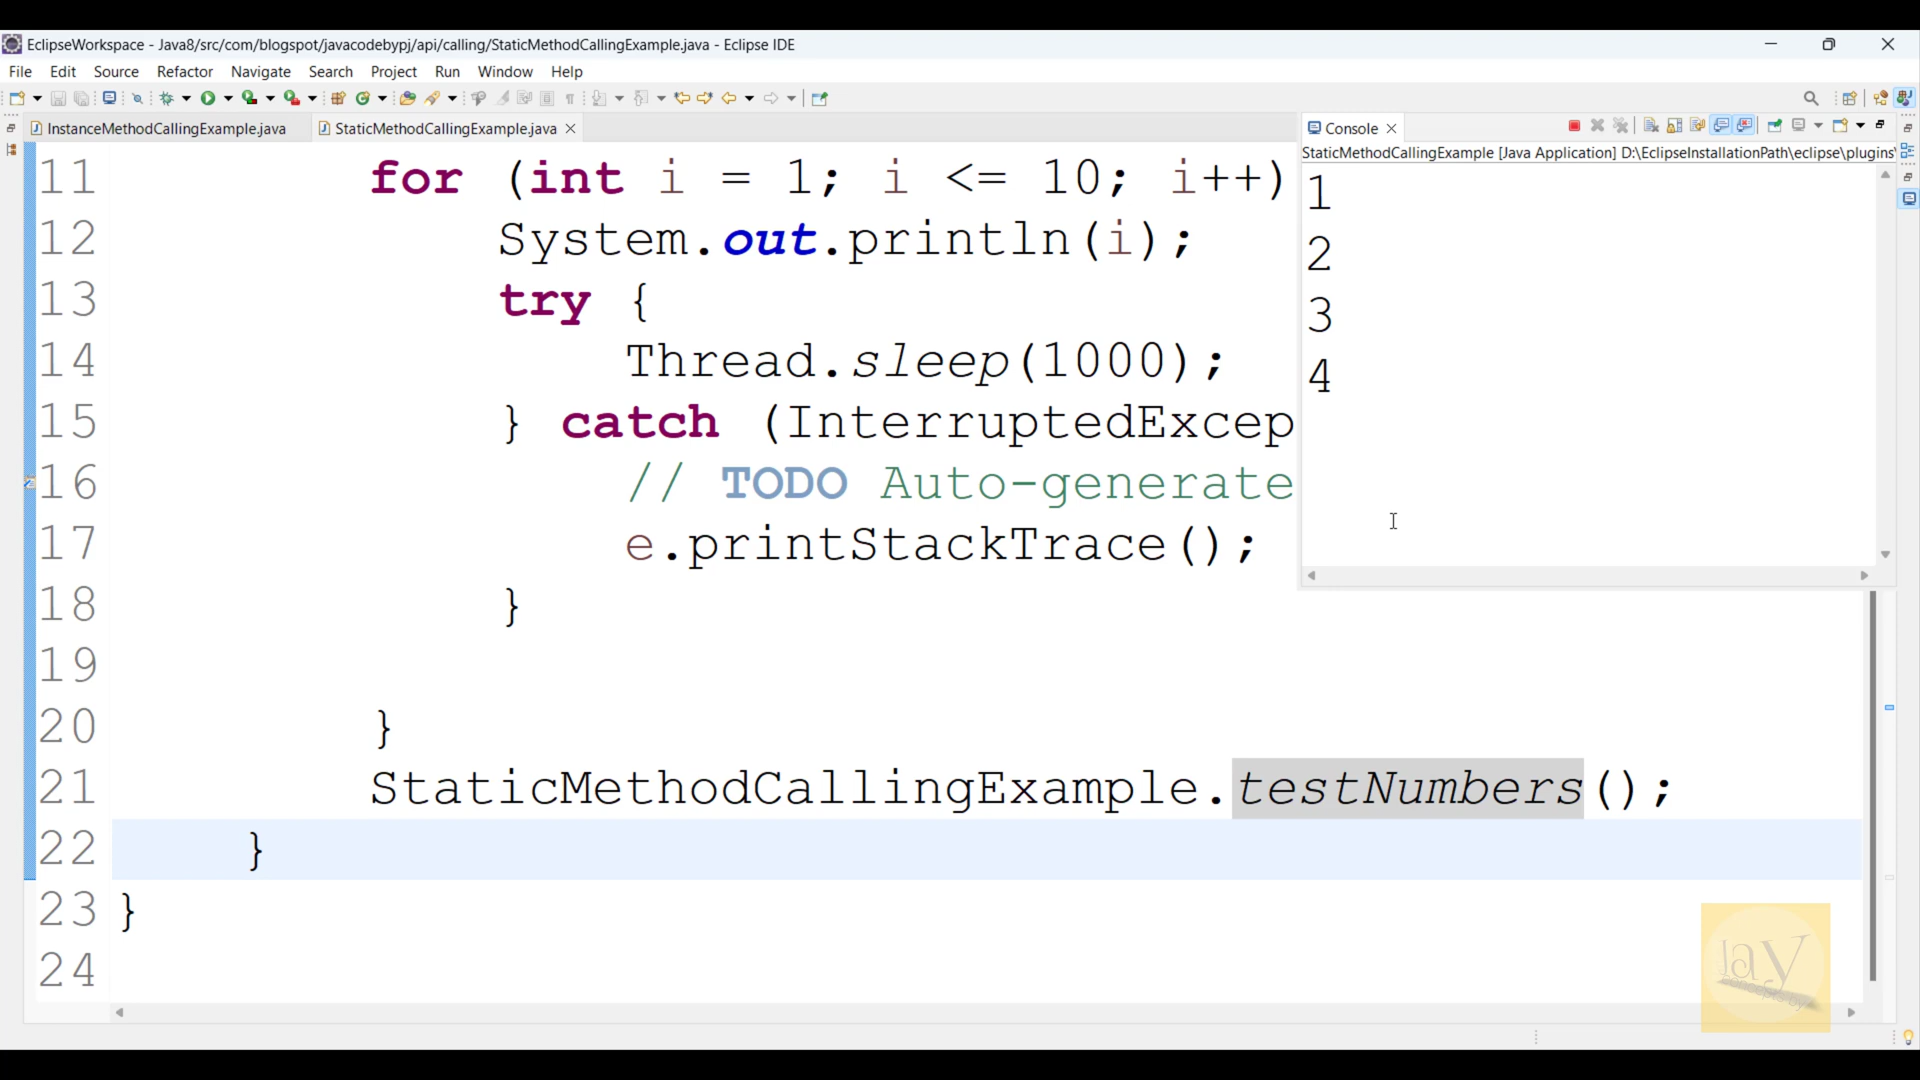 EclipseWorkspace - Java8/src/com/blogspot/javacodebypj/api/calling/StaticMethodCallingExample.java - Eclipse IDE
File Edit Source Refactor Navigate Search Project Run Window Help
InstanceMethodCallingExample.java StaticMethodCallingExample.java
Console
StaticMethodCallingExample [Java Application] D:\EclipseInstallationPath\eclipse\plugins\
11 for (int i = 1; i <= 10; i++)
12 System.out.println(i);
13 try {
14 Thread.sleep(1000);
15 } catch (InterruptedExcep
16 // TODO Auto-generate
17 e.printStackTrace();
18 }
19
20 }
21 StaticMethodCallingExample.testNumbers();
22 }
23 }
24
1
2
3
4
Jay
concepts by